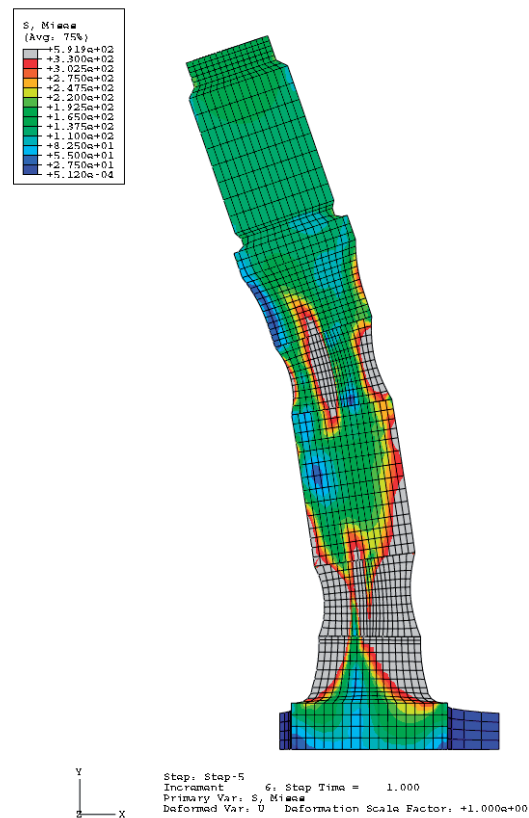 S, Mises
(Avg: 75%)
+5.919e+02
+3.300e+02
+3.025e+02
+2.750e+02
+2.475e+02
+2.200e+02
+1.925e+02
+1.650e+02
+1.375e+02
+1.100e+02
+8.250e+01
+5.500e+01
+2.750e+01
+5.120e-04
Y
Z X
Step: Step-5
Increment 6: Step Time = 1.000
Primary Var: S, Mises
Deformed Var: U Deformation Scale Factor: +1.000e+00